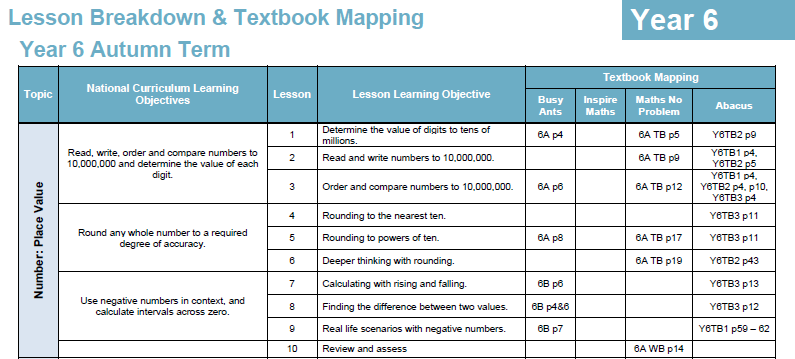 Lesson Breakdown & Textbook Mapping
Year 6
Year 6 Autumn Term
Topic
National Curriculum Learning
Objectives
Lesson
Lesson Learning Objective
Textbook Mapping
Busy
Ants
Inspire
Maths
Maths No
Problem
Abacus
Number: Place Value
Read, write, order and compare numbers to
10,000,000 and determine the value of each
digit.
1
Determine the value of digits to tens of
millions.
6A p4
6A TB p5
Y6TB2 p9
2
Read and write numbers to 10,000,000.
6A TB p9
Y6TB1 p4,
Y6TB2 p5
3
Order and compare numbers to 10,000,000.
6A p6
6A TB p12
Y6TB1 p4,
Y6TB2 p4, p10,
Y6TB3 p4
Round any whole number to a required
degree of accuracy.
4
Rounding to the nearest ten.
Y6TB3 p11
5
Rounding to powers of ten.
6A p8
6A TB p17
Y6TB3 p11
6
Deeper thinking with rounding.
6A TB p19
Y6TB2 p43
Use negative numbers in context, and
calculate intervals across zero.
7
Calculating with rising and falling.
6B p6
Y6TB3 p13
8
Finding the difference between two values.
6B p4&6
Y6TB3 p12
9
Real life scenarios with negative numbers.
6B p7
Y6TB1 p59 – 62
10
Review and assess
6A WB p14